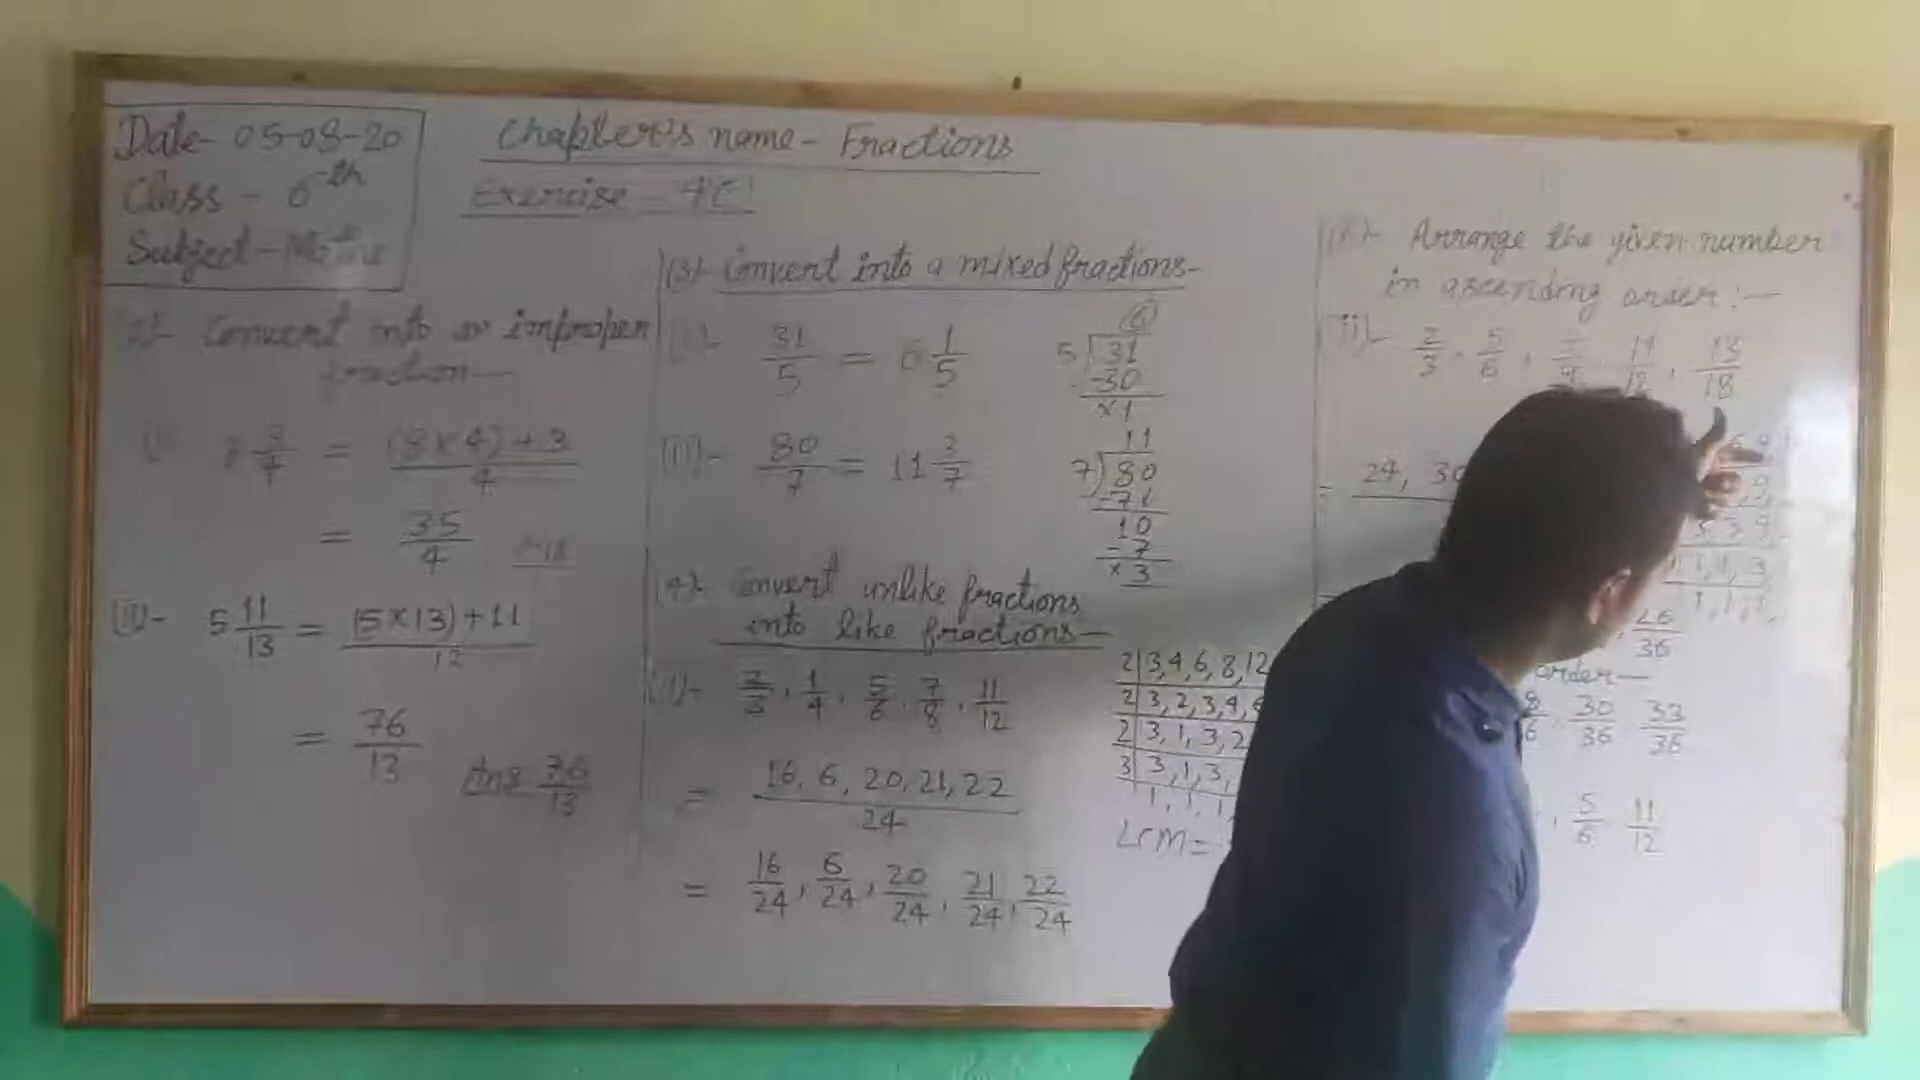 Date- 05-08-20
Class - 6th
Subject - Maths
Chapter's name - Fractions
Exercise - 4C
(2)- Convert into improper
fraction -
(i) 8 3/4 = (8×4)+3/4
= 35/4
(ii)- 5 11/13 = (5×13)+11/13
= 76/13 Ans 76/13
(3)- Convert into a mixed fractions-
(i)- 31/5 = 6 1/5
5)31
-30
×1
(ii)- 80/7 = 11 3/7
11
7)80
10
-7
×3
(4)- Convert unlike fractions
into like fractions-
2/3, 1/4, 5/6, 7/8, 11/12
= 16, 6, 20, 21, 22/24
= 16/24, 6/24, 20/24, 21/24, 22/24
2|3,4,6,8,12
2|3,2,3,4,6
2|3,1,3,2
3|3,1,3,
1,1,1,
LCM =
Arrange the given number
in ascending order:-
(ii)- 2/3, 5/6, 11/12, 13/18
= 24, 30
1,1,3
1,1,1,
26/36
order-
30/36 33/36
, 5/6 11/12